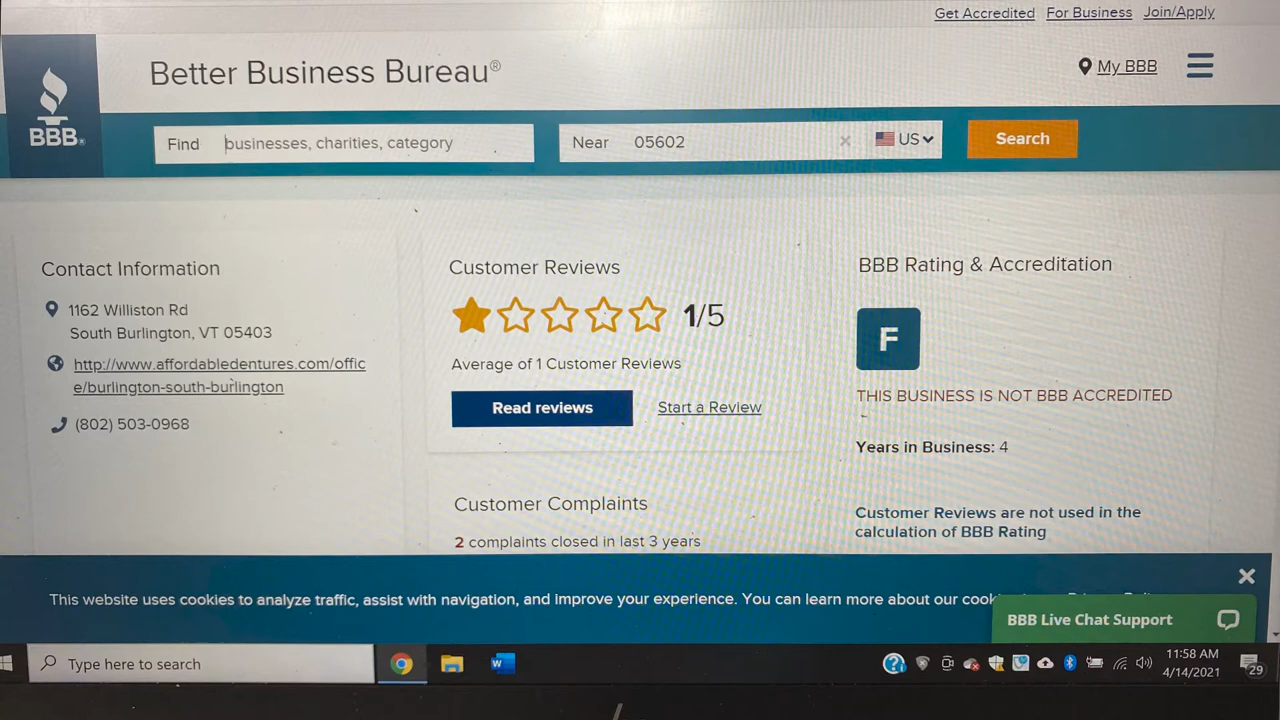 Get Accredited For Business Join/Apply
Better Business Bureau®
My BBB
BBB®
Find businesses, charities, category
Near 05602 × US
Search
Contact Information
1162 Williston Rd
South Burlington, VT 05403
http://www.affordabledentures.com/offic
e/burlington-south-burlington
(802) 503-0968
Customer Reviews
1/5
Average of 1 Customer Reviews
Read reviews Start a Review
Customer Complaints
2 complaints closed in last 3 years
BBB Rating & Accreditation
F
THIS BUSINESS IS NOT BBB ACCREDITED
Years in Business: 4
Customer Reviews are not used in the
calculation of BBB Rating
This website uses cookies to analyze traffic, assist with navigation, and improve your experience. You can learn more about our
BBB Live Chat Support
Type here to search
W
11:58 AM
4/14/2021
29